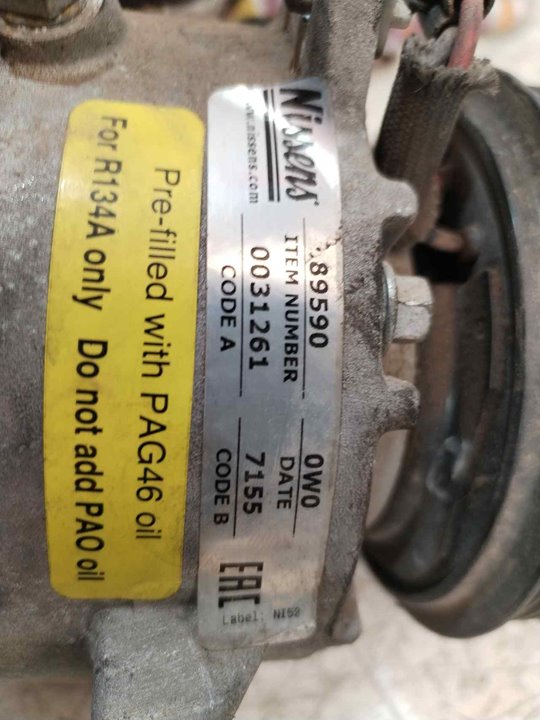 Nissens®
www.nissens.com
89590 0W0
ITEM NUMBER DATE
0031261 7155
CODE A CODE B
EAC
Label: NI52
Pre-filled with PAG46 oil
For R134A only Do not add PAO oil